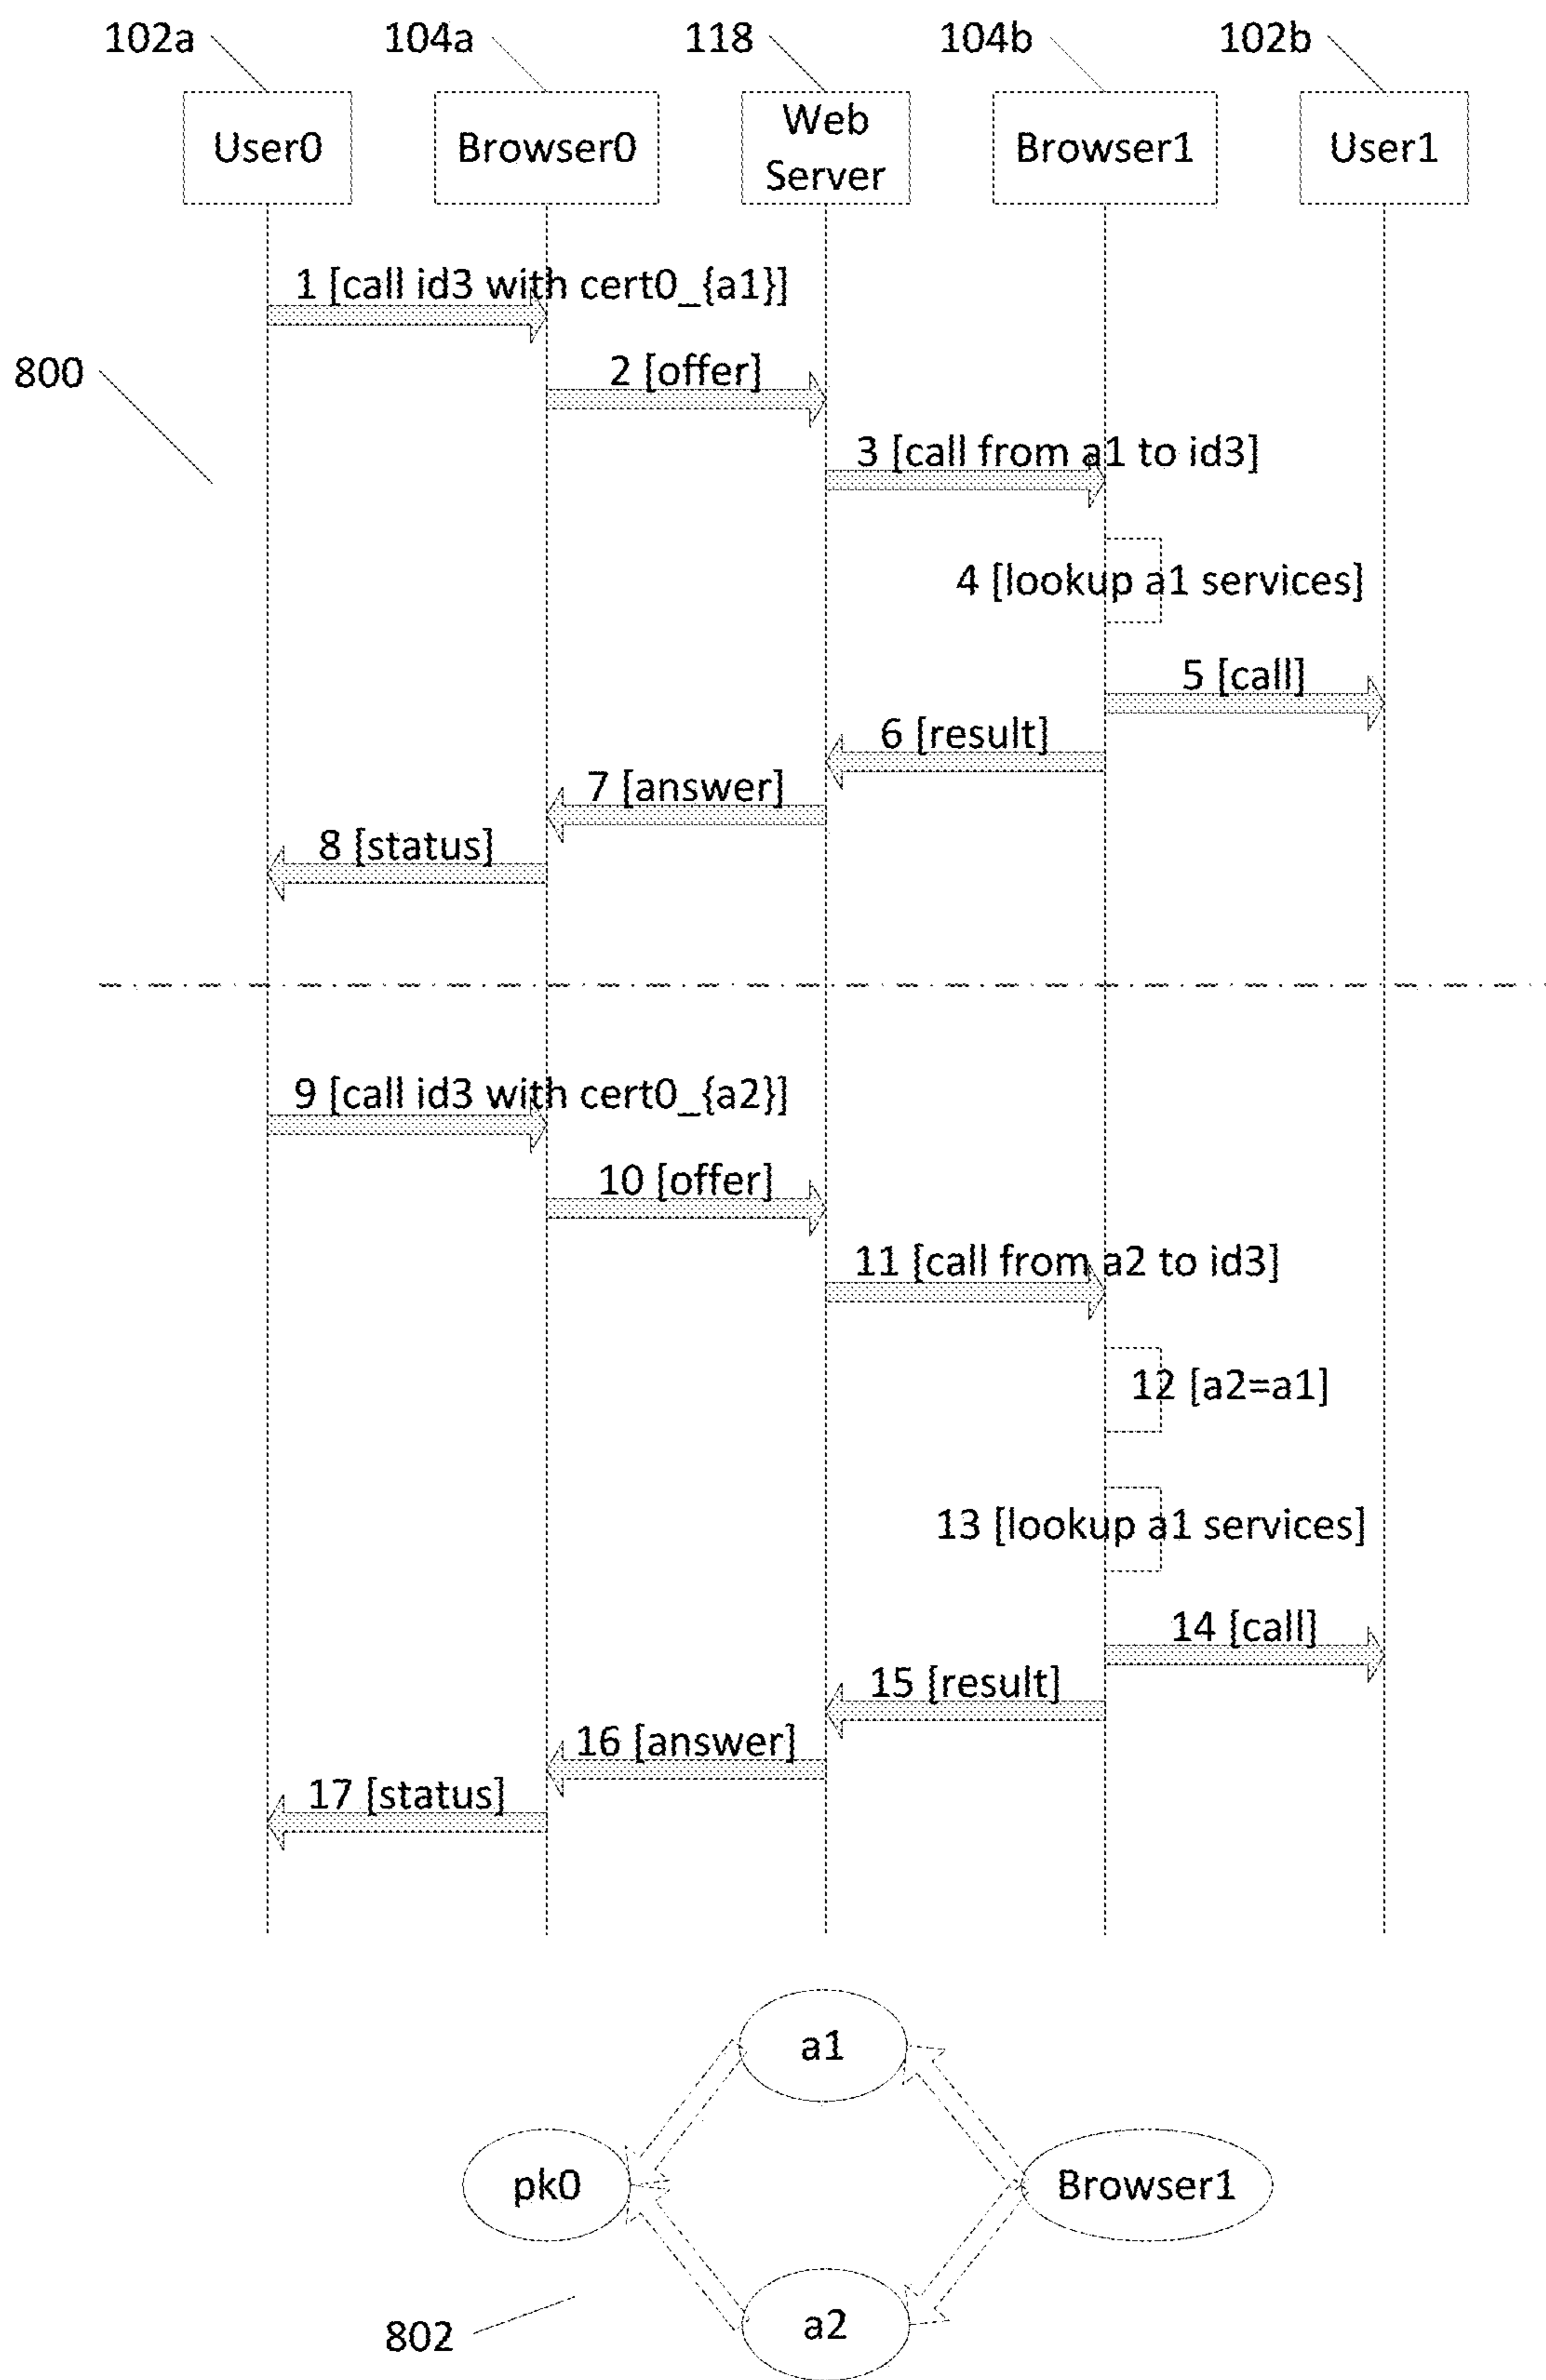 102a
104a
118
104b
102b
User0
Browser0
Web
Server
Browser1
User1
1 [call id3 with cert0_{a1}]
800
2 [offer]
3 [call from a1 to id3]
4 [lookup a1 services]
5 [call]
6 [result]
7 [answer]
8 [status]
9 [call id3 with cert0_{a2}]
10 [offer]
11 [call from a2 to id3]
12 [a2=a1]
13 [lookup a1 services]
14 [call]
15 [result]
16 [answer]
17 [status]
a1
pk0
Browser1
a2
802